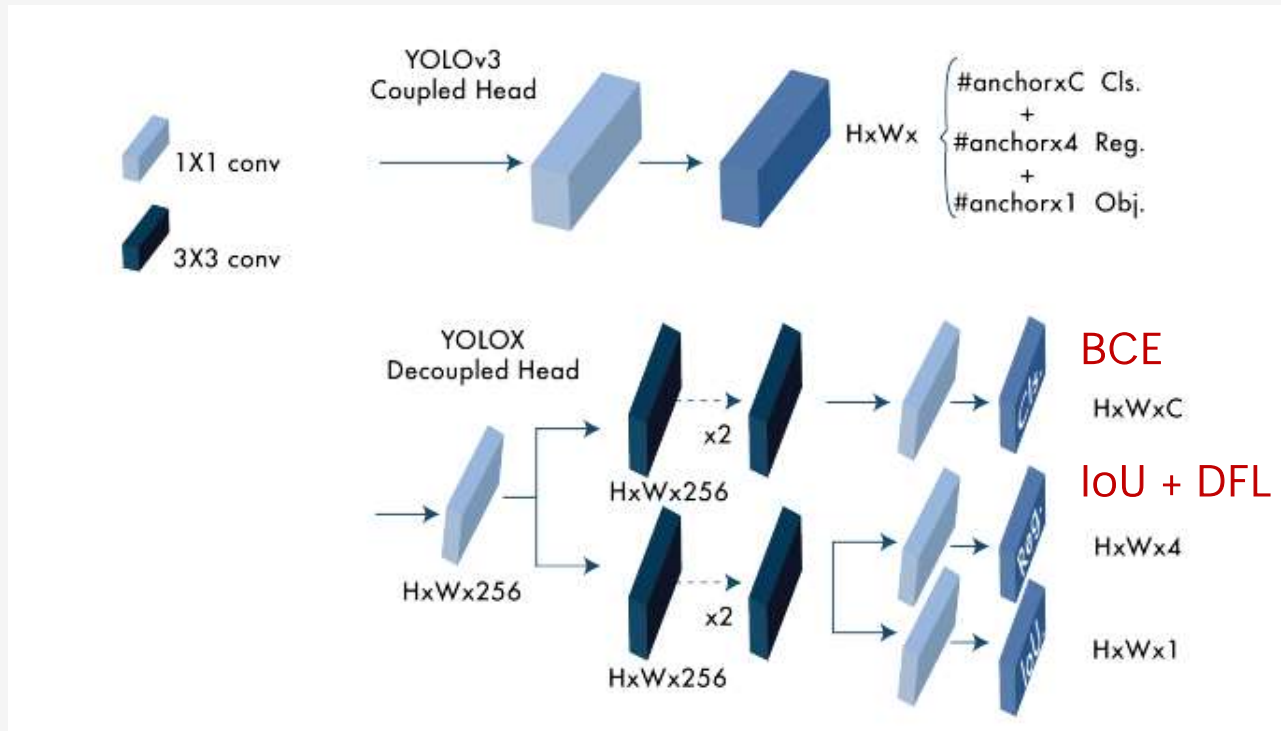 YOLOv3
Coupled Head
1X1 conv
3X3 conv
HxWx
#anchorxC Cls.
+
#anchorx4 Reg.
+
#anchorx1 Obj.
YOLOX
Decoupled Head
HxWx256
x2
HxWx256
x2
HxWx256
Cls.
BCE
HxWxC
IoU + DFL
Reg.
HxWx4
IoU.
HxWx1